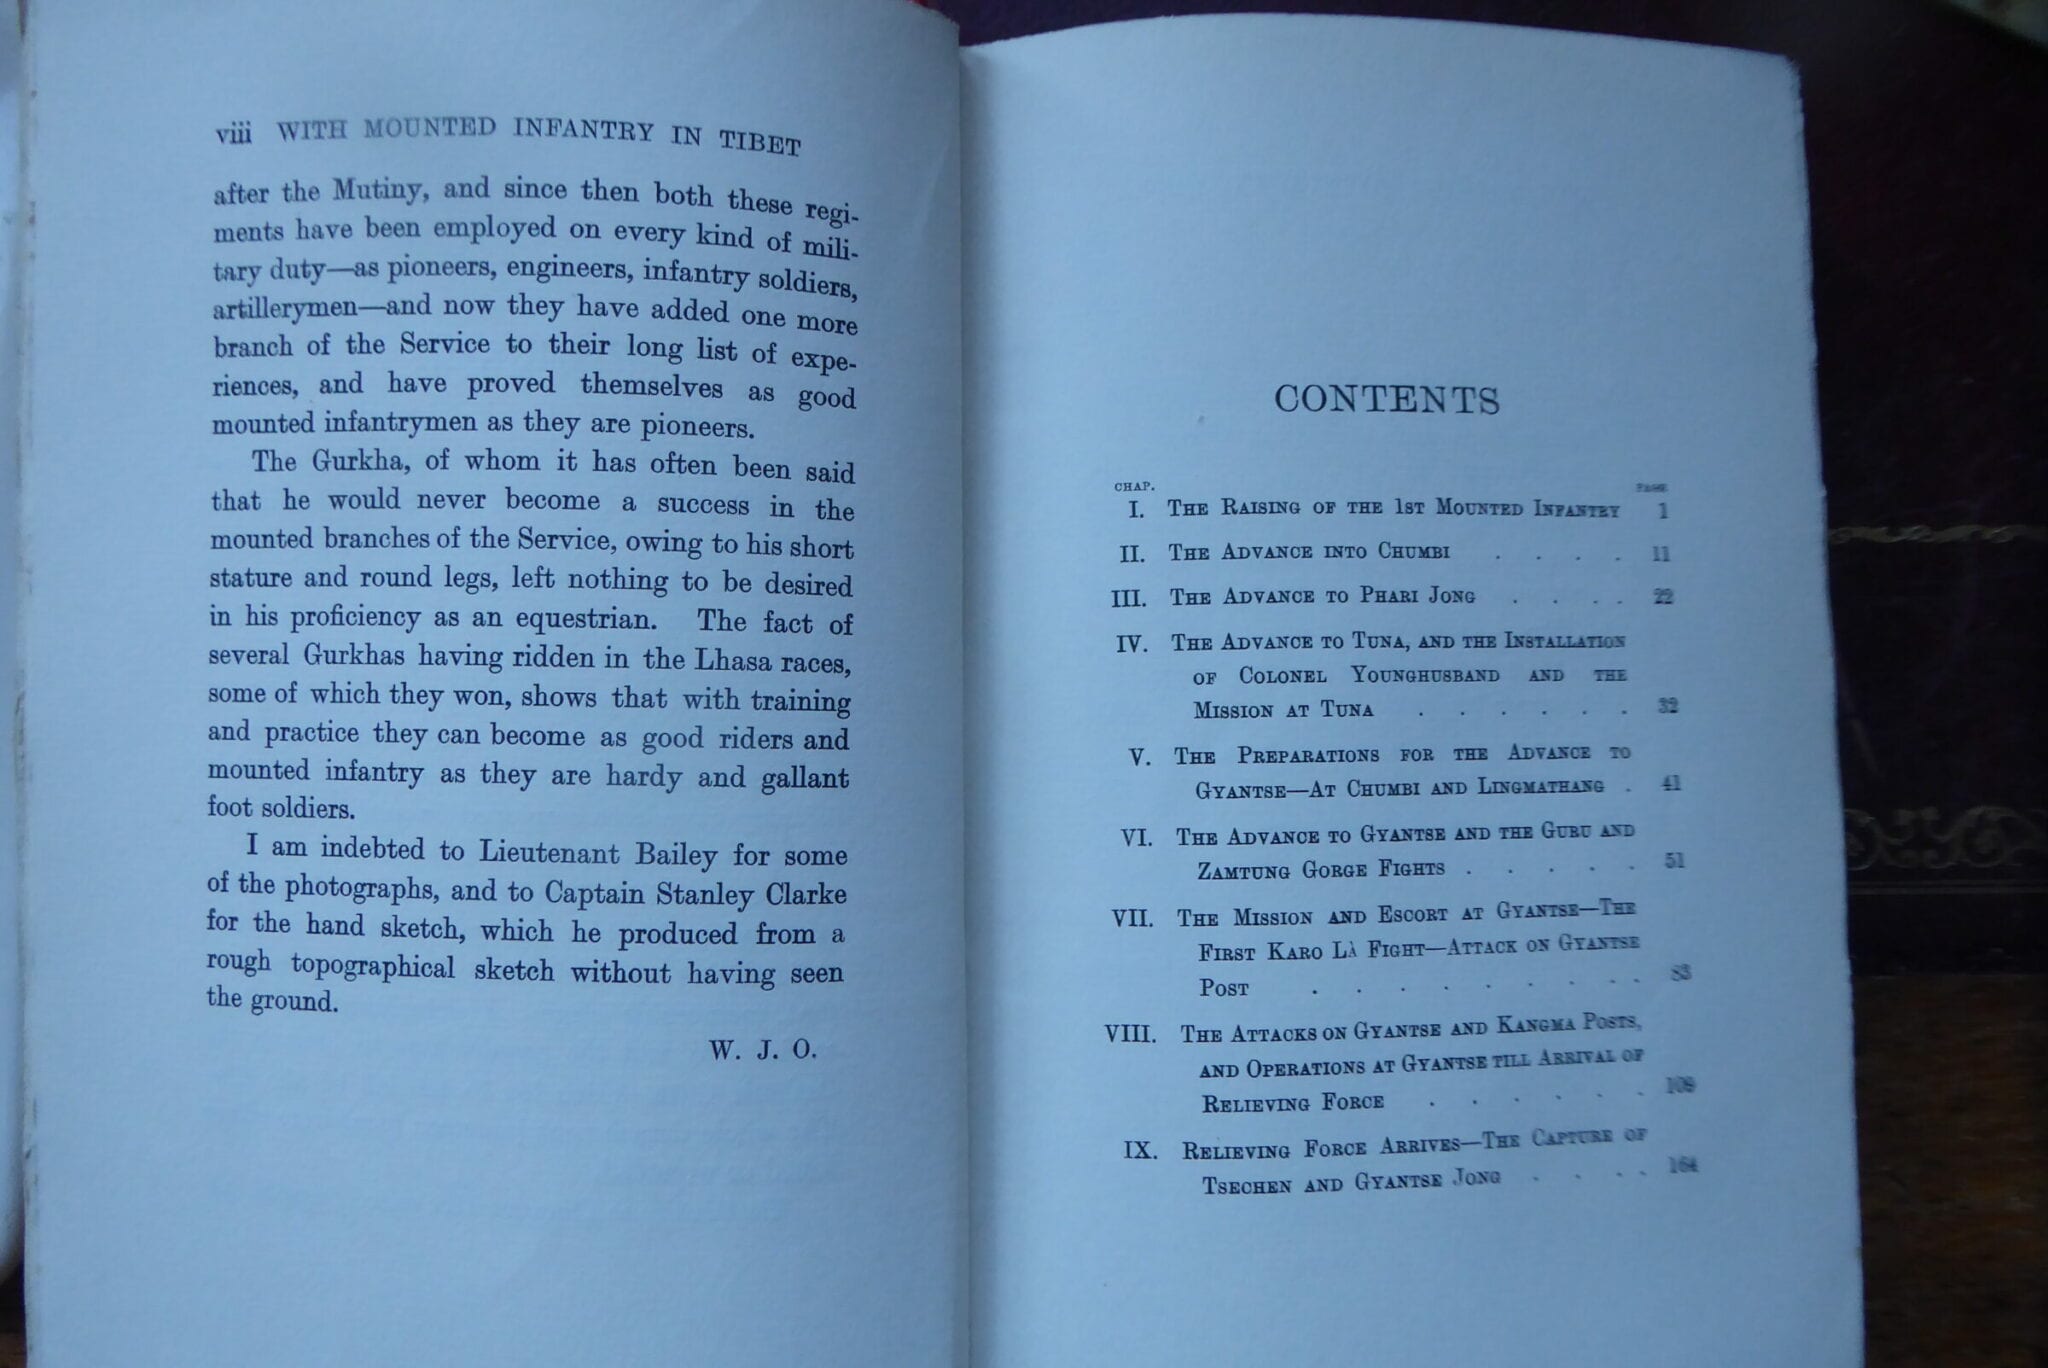 viii WITH MOUNTED INFANTRY IN TIBET
after the Mutiny, and since then both these regi-
ments have been employed on every kind of mili-
tary duty—as pioneers, engineers, infantry soldiers,
artillerymen—and now they have added one more
branch of the Service to their long list of expe-
riences, and have proved themselves as good
mounted infantrymen as they are pioneers.
The Gurkha, of whom it has often been said
that he would never become a success in the
mounted branches of the Service, owing to his short
stature and round legs, left nothing to be desired
in his proficiency as an equestrian. The fact of
several Gurkhas having ridden in the Lhasa races,
some of which they won, shows that with training
and practice they can become as good riders and
mounted infantry as they are hardy and gallant
foot soldiers.
I am indebted to Lieutenant Bailey for some
of the photographs, and to Captain Stanley Clarke
for the hand sketch, which he produced from a
rough topographical sketch without having seen
the ground.
W. J. O.
CONTENTS
CHAP. PAGE
I. THE RAISING OF THE 1ST MOUNTED INFANTRY 1
II. THE ADVANCE INTO CHUMBI . . . . 11
III. THE ADVANCE TO PHARI JONG . . . . 22
IV. THE ADVANCE TO TUNA, AND THE INSTALLATION
OF COLONEL YOUNGHUSBAND AND THE
MISSION AT TUNA . . . . . . 32
V. THE PREPARATIONS FOR THE ADVANCE TO
GYANTSE—AT CHUMBI AND LINGMATHANG . 41
VI. THE ADVANCE TO GYANTSE AND THE GURU AND
ZAMTUNG GORGE FIGHTS . . . . . 51
VII. THE MISSION AND ESCORT AT GYANTSE—THE
FIRST KARO LÀ FIGHT—ATTACK ON GYANTSE
POST . . . . . . . . . 83
VIII. THE ATTACKS ON GYANTSE AND KANGMA POSTS,
AND OPERATIONS AT GYANTSE TILL ARRIVAL OF
RELIEVING FORCE . . . . . . 109
IX. RELIEVING FORCE ARRIVES—THE CAPTURE OF
TSECHEN AND GYANTSE JONG . . . . 164